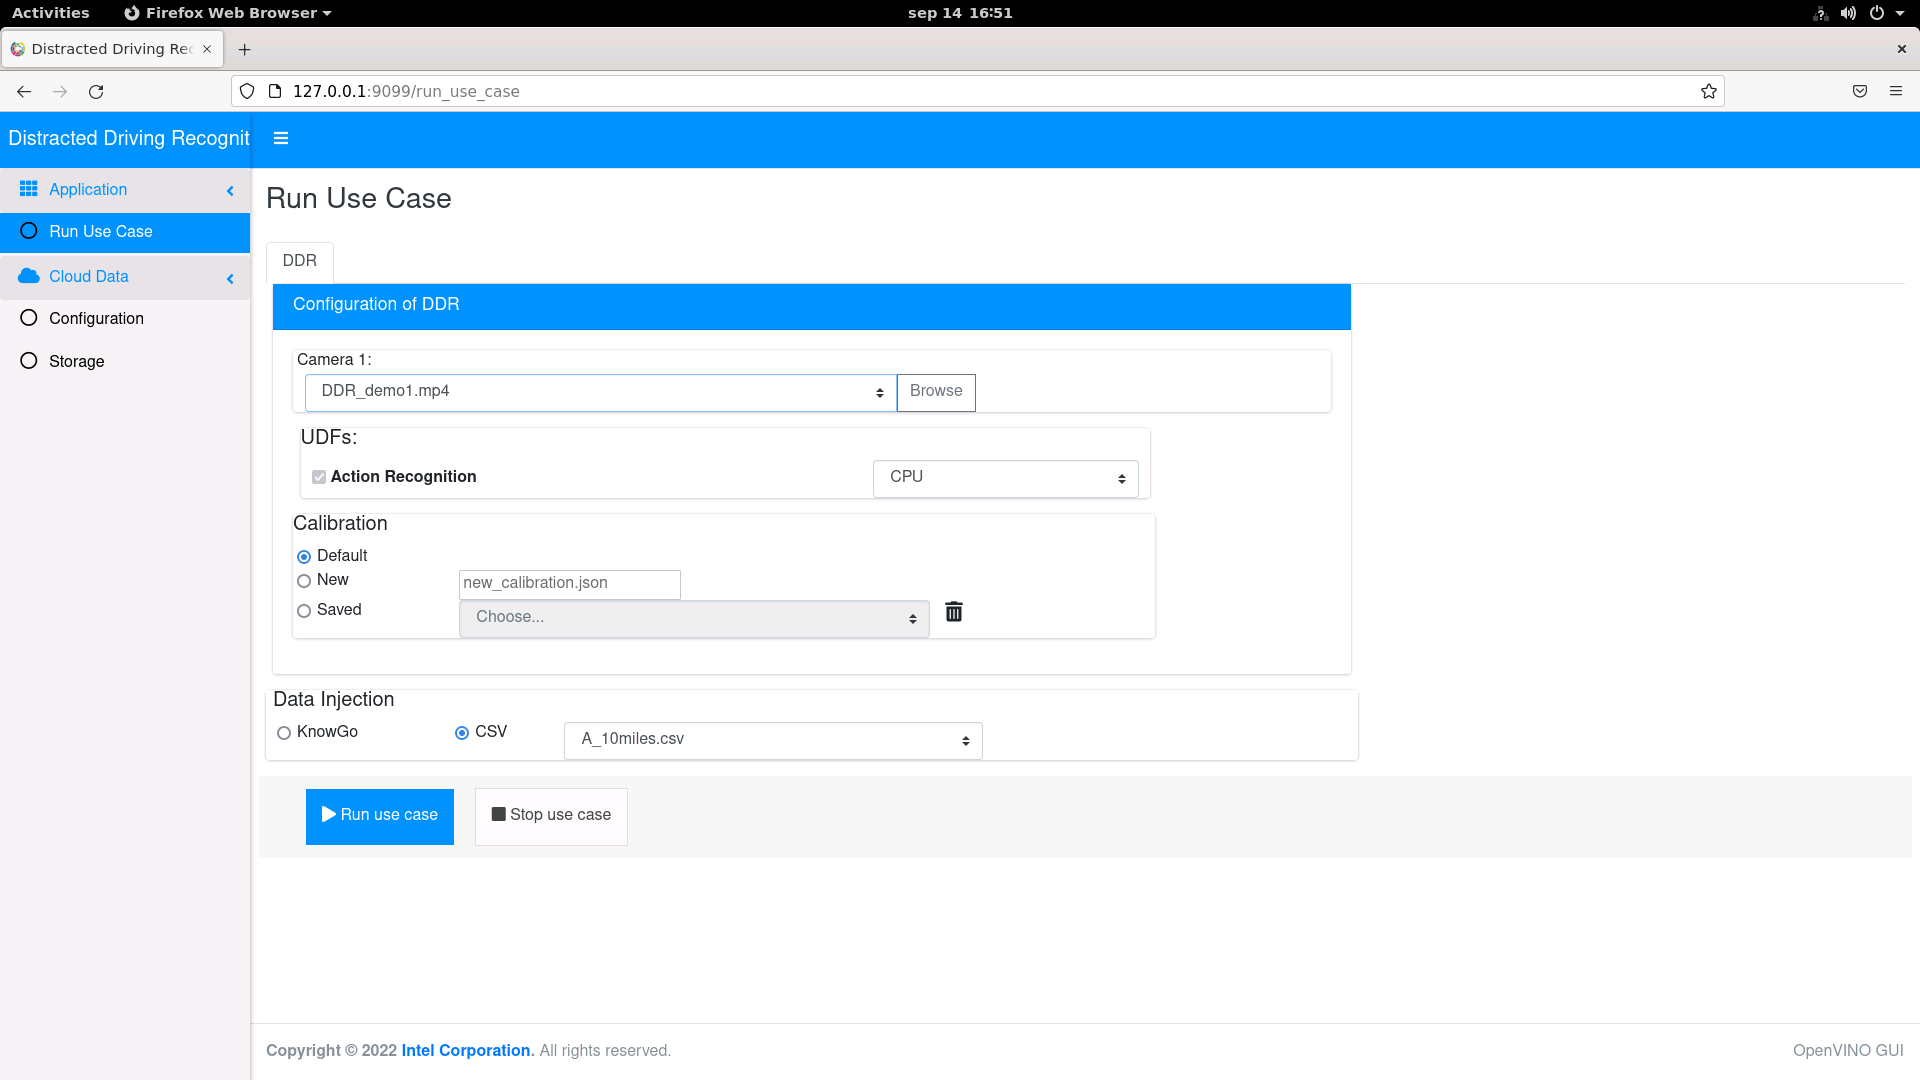 Activities
Firefox Web Browser
sep 14 16:51
Distracted Driving Rec
127.0.0.1:9099/run_use_case
Distracted Driving Recognit
Application
Run Use Case
Cloud Data
Configuration
Storage
Run Use Case
DDR
Configuration of DDR
Camera 1:
DDR_demo1.mp4
Browse
UDFs:
Action Recognition
CPU
Calibration
Default
New
new_calibration.json
Saved
Choose...
Data Injection
KnowGo
CSV
A_10miles.csv
Run use case
Stop use case
Copyright © 2022 Intel Corporation. All rights reserved.
OpenVINO GUI